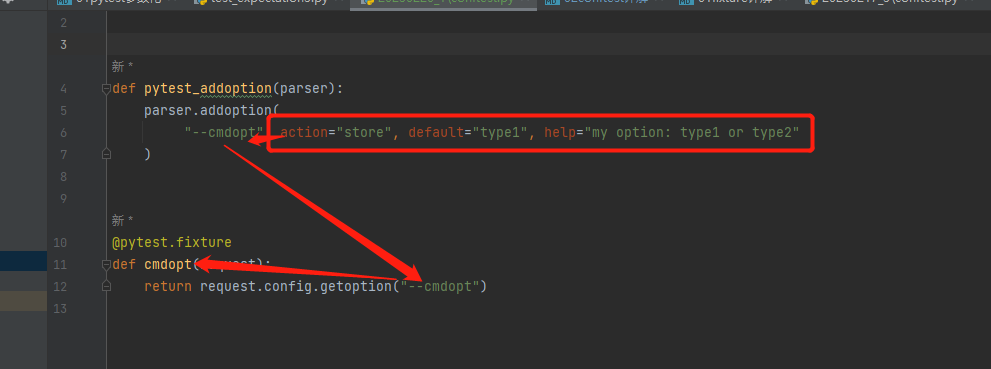 2
3
新 *
4 def pytest_addoption(parser):
5 parser.addoption(
6 "--cmdopt", action="store", default="type1", help="my option: type1 or type2"
7 )
8
9
新 *
10 @pytest.fixture
11 def cmdopt(request):
12 return request.config.getoption("--cmdopt")
13